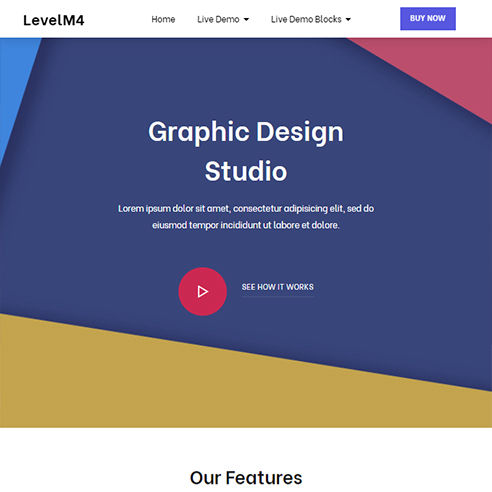 LevelM4 Home Live Demo Live Demo Blocks BUY NOW
Graphic Design
Studio
Lorem ipsum dolor sit amet, consectetur adipisicing elit, sed do
eiusmod tempor incididunt ut labore et dolore.
SEE HOW IT WORKS
Our Features